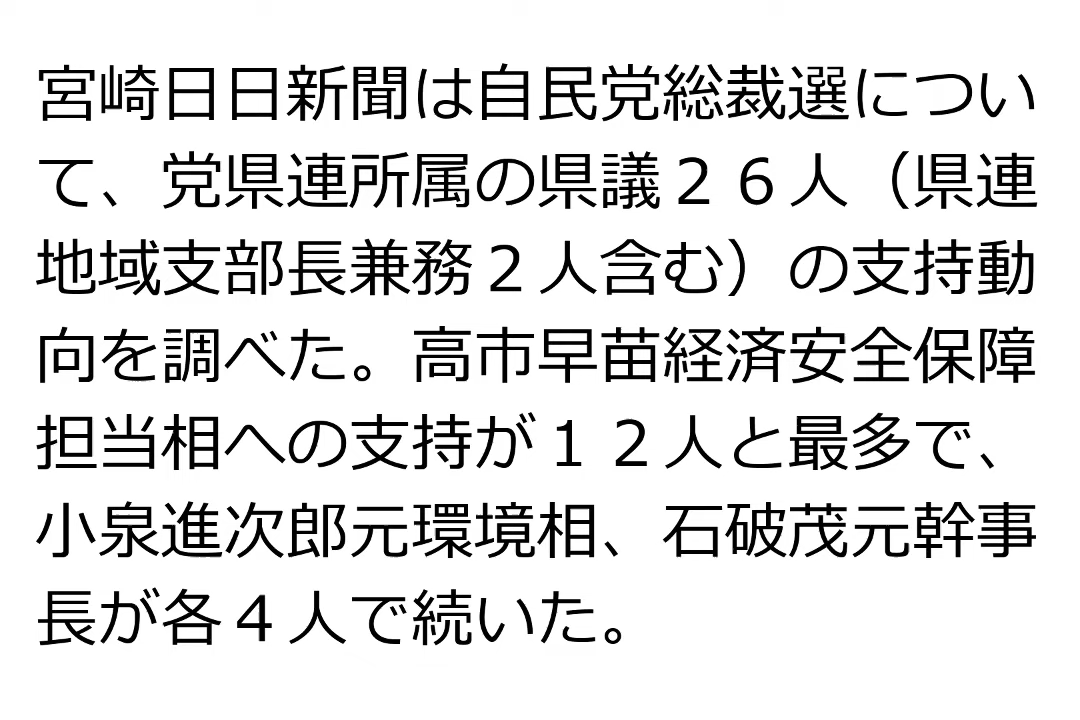 宮崎日日新聞は自民党総裁選につい
て、党県連所属の県議２６人（県連
地域支部長兼務２人含む）の支持動
向を調べた。高市早苗経済安全保障
担当相への支持が１２人と最多で、
小泉進次郎元環境相、石破茂元幹事
長が各４人で続いた。